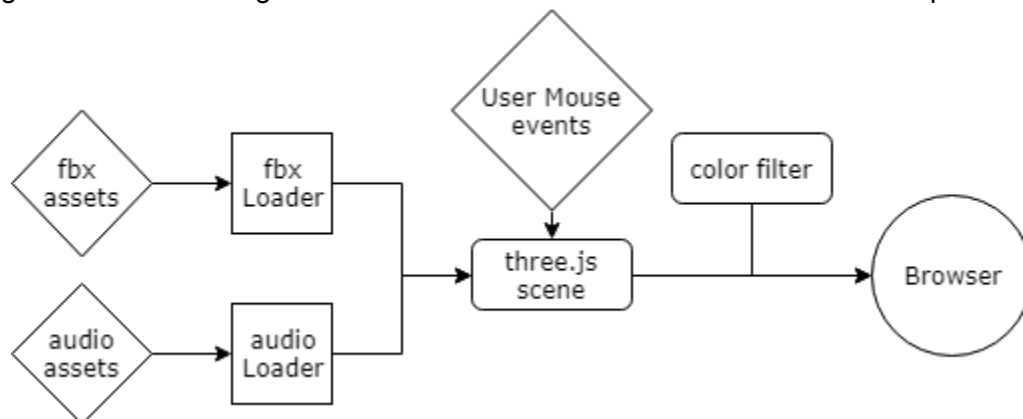 User Mouse
events
fbx
assets
fbx
Loader
color filter
three.js
scene
Browser
audio
assets
audio
Loader